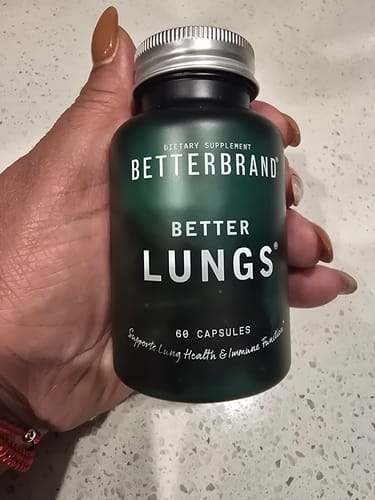 DIETARY SUPPLEMENT
BETTERBRAND®
BETTER
LUNGS®
60 CAPSULES
Supports Lung Health & Immune Function*